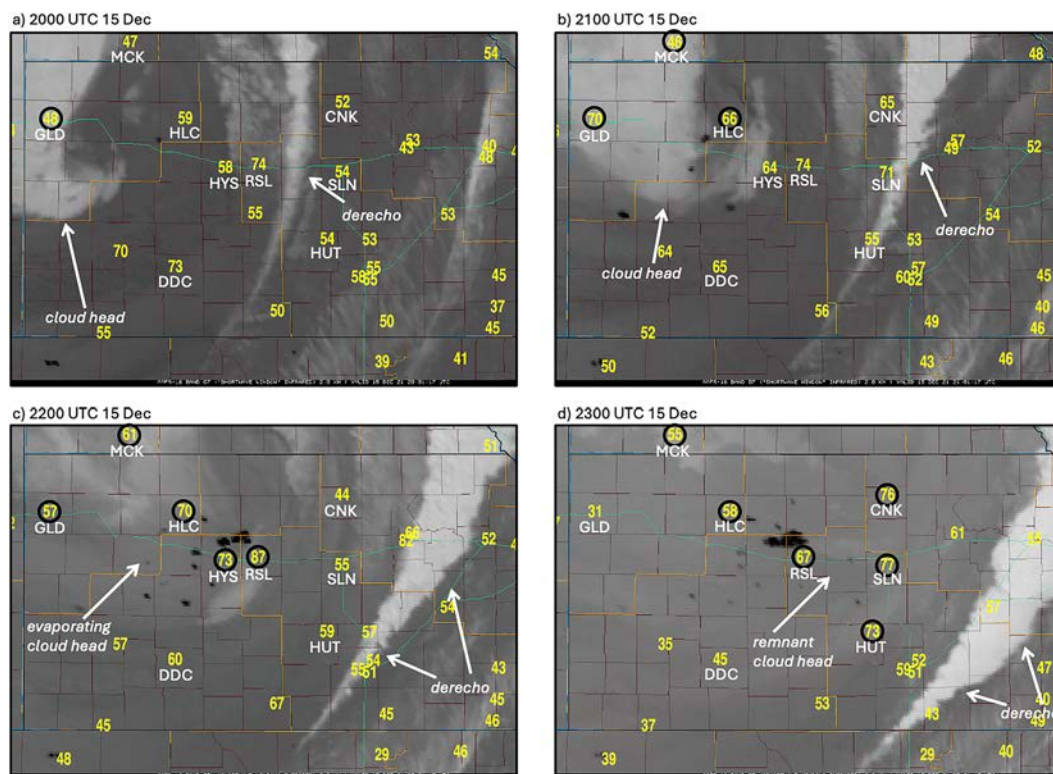 a) 2000 UTC 15 Dec
47
MCK
54
48
GLD
59
HLC
52
CNK
53
43
40
48
58
HYS
74
RSL
54
SLN
derecho
55
53
70
73
DDC
54
HUT
53
55
58
65
45
cloud head
55
50
50
37
45
39
41
b) 2100 UTC 15 Dec
46
MCK
48
70
GLD
66
HLC
65
CNK
57
49
52
64
HYS
74
RSL
71
SLN
54
derecho
64
65
DDC
55
HUT
53
57
60
62
45
cloud head
56
52
49
40
46
50
43
46
c) 2200 UTC 15 Dec
61
MCK
51
57
GLD
70
HLC
44
CNK
66
82
52
73
HYS
87
RSL
55
SLN
54
evaporating
cloud head
57
60
DDC
59
HUT
57
54
55
51
43
derecho
67
45
45
45
46
48
29
46
d) 2300 UTC 15 Dec
55
MCK
31
GLD
58
HLC
76
CNK
61
67
RSL
77
SLN
57
remnant
cloud head
35
45
DDC
73
HUT
52
59
51
47
53
43
40
49
derecho
37
39
29
40